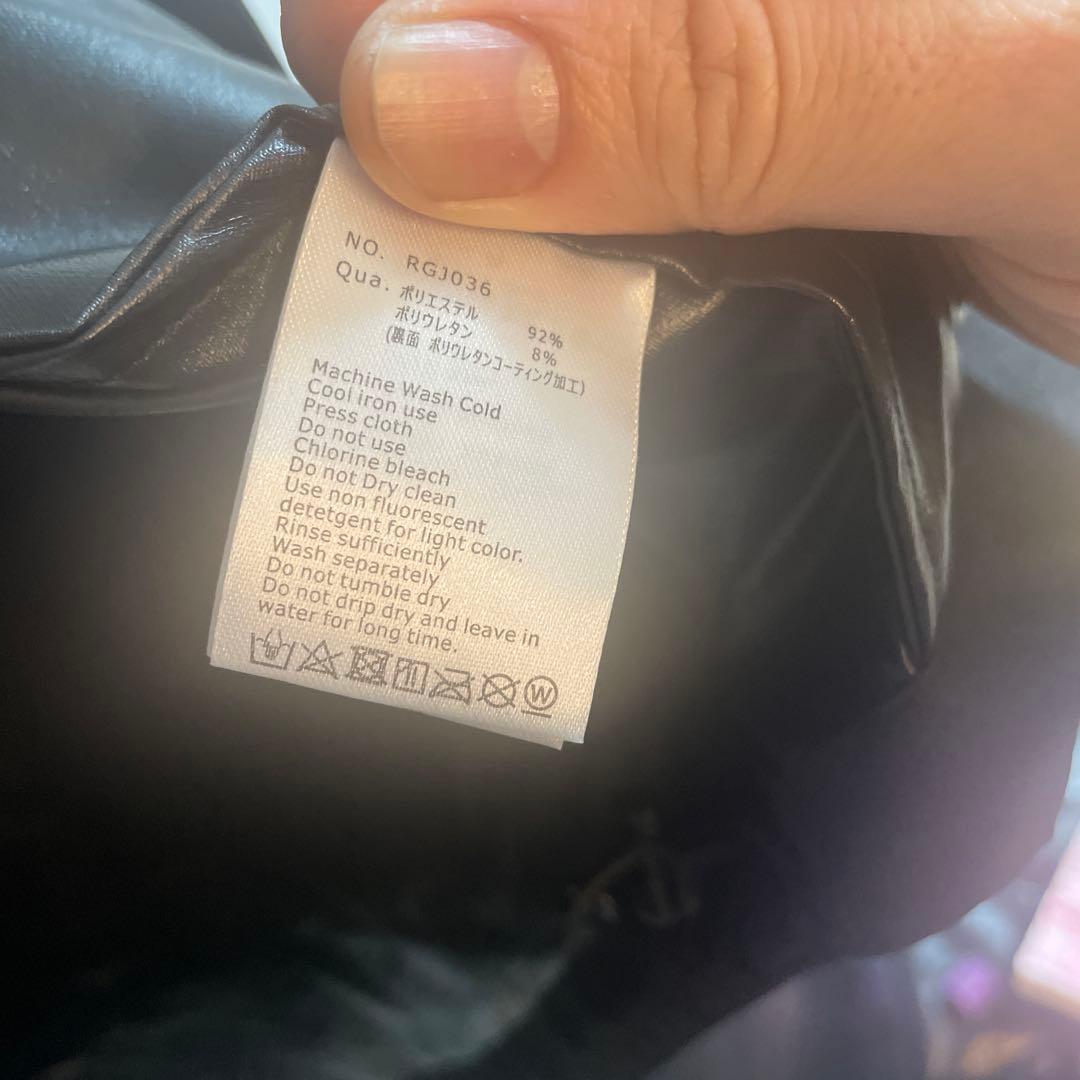 NO. RGJ036
Qua. ポリエステル 92%
ポリウレタン 8%
(裏面 ポリウレタンコーティング加工)
Machine Wash Cold
Cool iron use
Press cloth
Do not use
Chlorine bleach
Do not Dry clean
Use non fluorescent
detetgent for light color.
Rinse sufficiently
Wash separately
Do not tumble dry
Do not drip dry and leave in
water for long time.
W